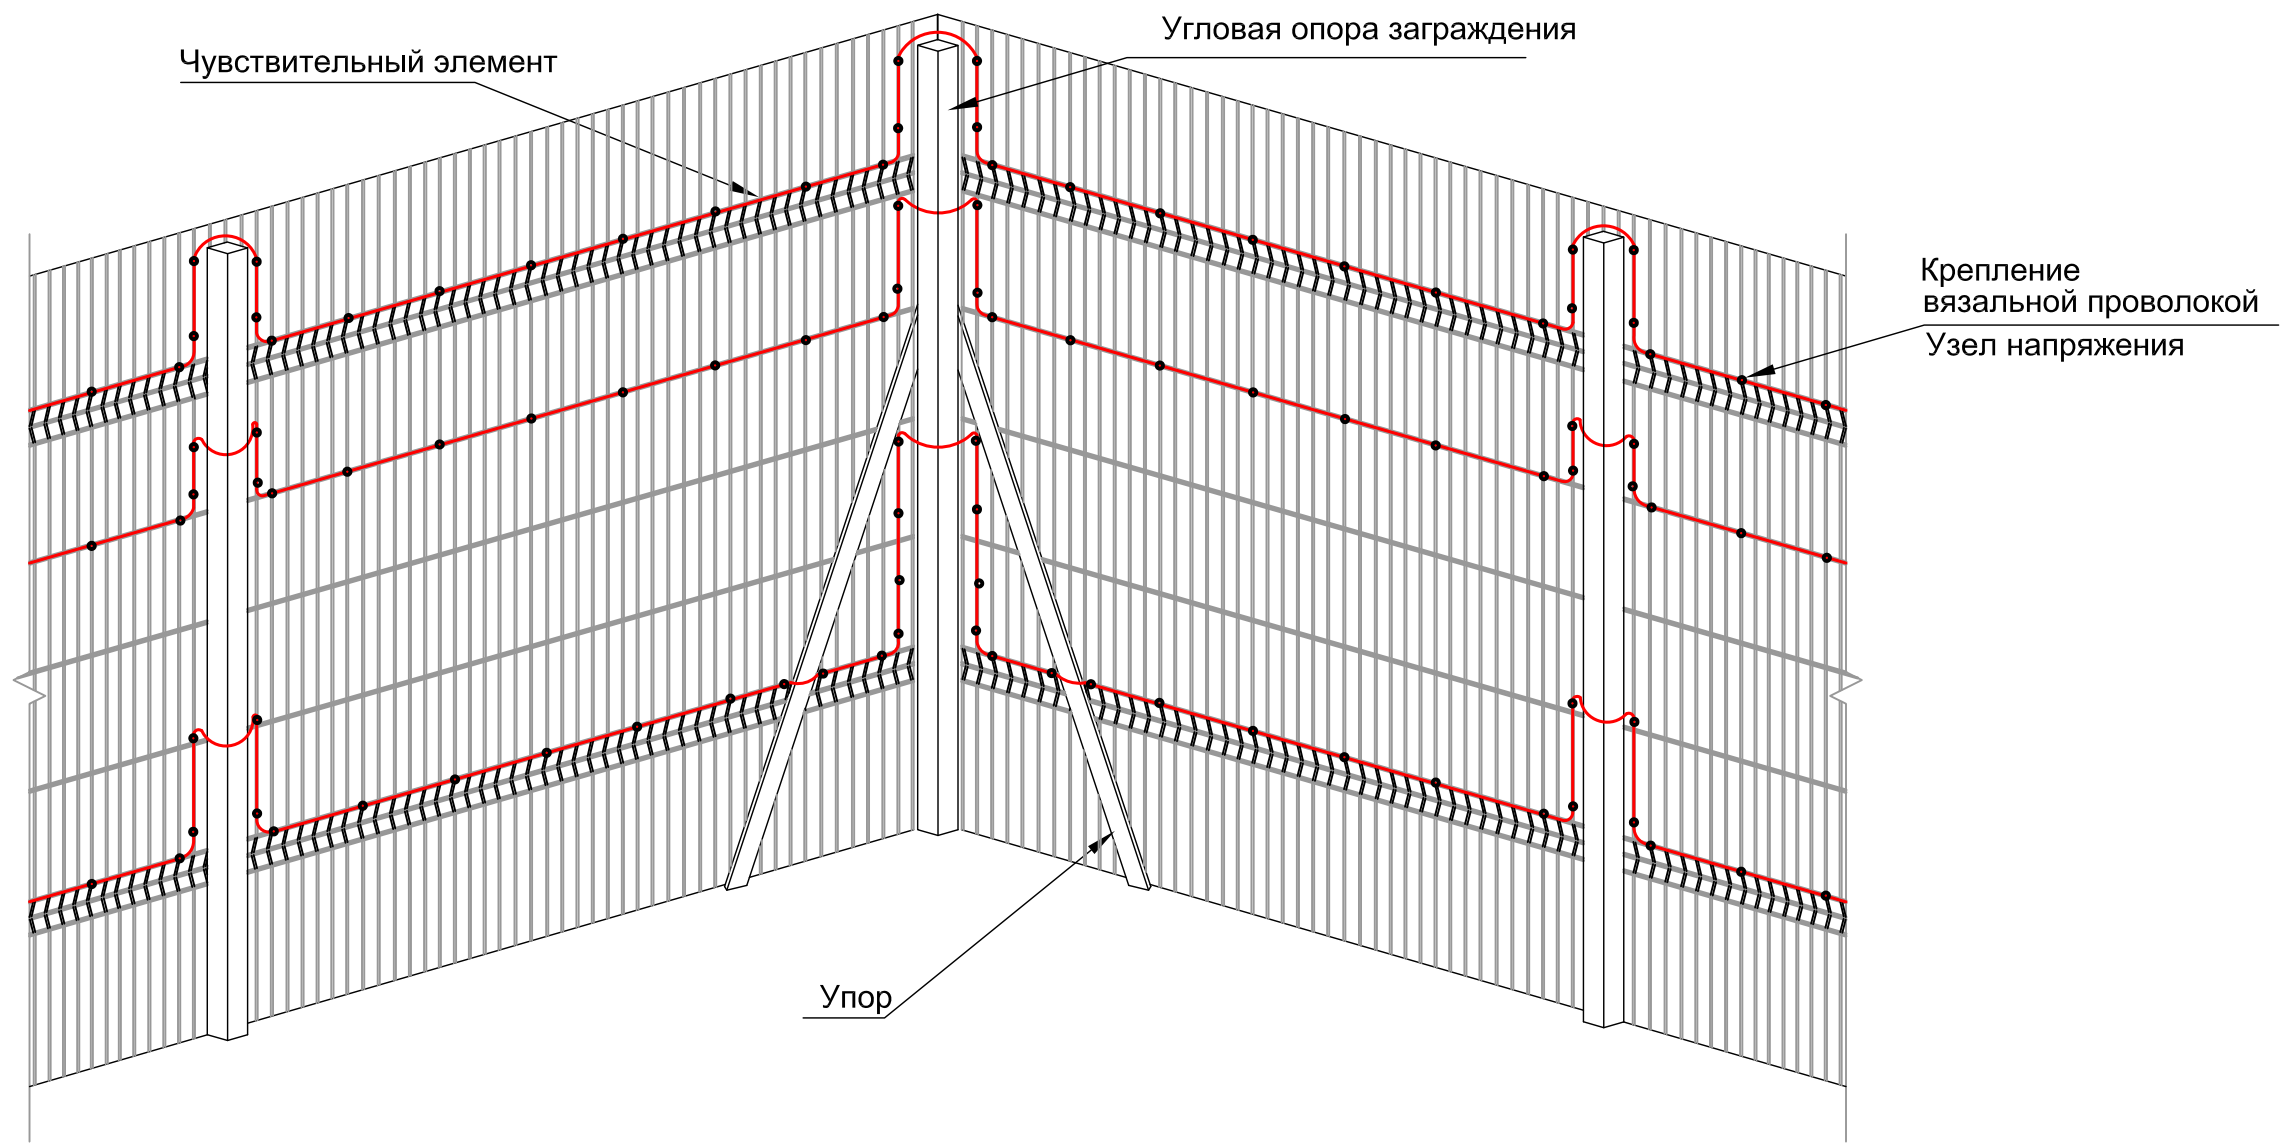 Угловая опора заграждения
Чувствительный элемент
Крепление
вязальной проволокой
Узел напряжения
Упор